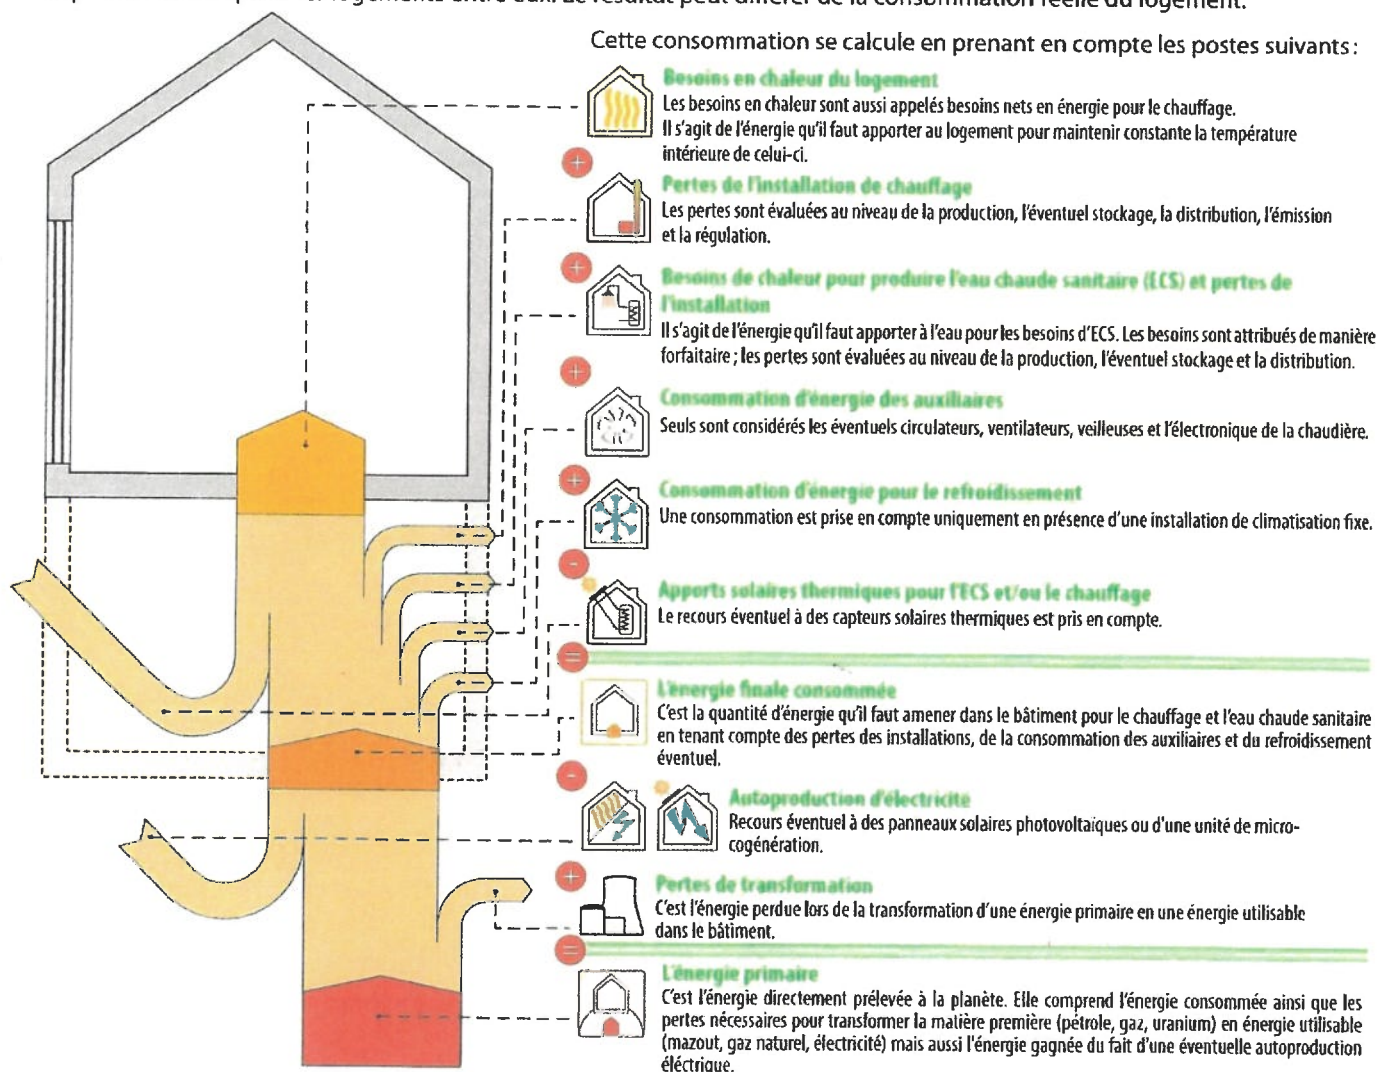 logements entre eux. Le résultat peut différer de la consommation réelle du logement.
Cette consommation se calcule en prenant en compte les postes suivants :
Besoins en chaleur du logement
Les besoins en chaleur sont aussi appelés besoins nets en énergie pour le chauffage.
Il s'agit de l'énergie qu'il faut apporter au logement pour maintenir constante la température
intérieure de celui-ci.
+
Pertes de l'installation de chauffage
Les pertes sont évaluées au niveau de la production, l'éventuel stockage, la distribution, l'émission
et la régulation.
+
Besoins de chaleur pour produire l'eau chaude sanitaire (ECS) et pertes de
l'installation
Il s'agit de l'énergie qu'il faut apporter à l'eau pour les besoins d'ECS. Les besoins sont attribués de manière
forfaitaire ; les pertes sont évaluées au niveau de la production, l'éventuel stockage et la distribution.
+
Consommation d'énergie des auxiliaires
Seuls sont considérés les éventuels circulateurs, ventilateurs, veilleuses et l'électronique de la chaudière.
+
Consommation d'énergie pour le refroidissement
Une consommation est prise en compte uniquement en présence d'une installation de climatisation fixe.
-
Apports solaires thermiques pour l'ECS et/ou le chauffage
Le recours éventuel à des capteurs solaires thermiques est pris en compte.
=
L'énergie finale consommée
C'est la quantité d'énergie qu'il faut amener dans le bâtiment pour le chauffage et l'eau chaude sanitaire
en tenant compte des pertes des installations, de la consommation des auxiliaires et du refroidissement
éventuel.
-
Autoproduction d'électricité
Recours éventuel à des panneaux solaires photovoltaïques ou d'une unité de micro-
cogénération.
+
Pertes de transformation
C'est l'énergie perdue lors de la transformation d'une énergie primaire en une énergie utilisable
dans le bâtiment.
=
L'énergie primaire
C'est l'énergie directement prélevée à la planète. Elle comprend l'énergie consommée ainsi que les
pertes nécessaires pour transformer la matière première (pétrole, gaz, uranium) en énergie utilisable
(mazout, gaz naturel, électricité) mais aussi l'énergie gagnée du fait d'une éventuelle autoproduction
éléctrique.